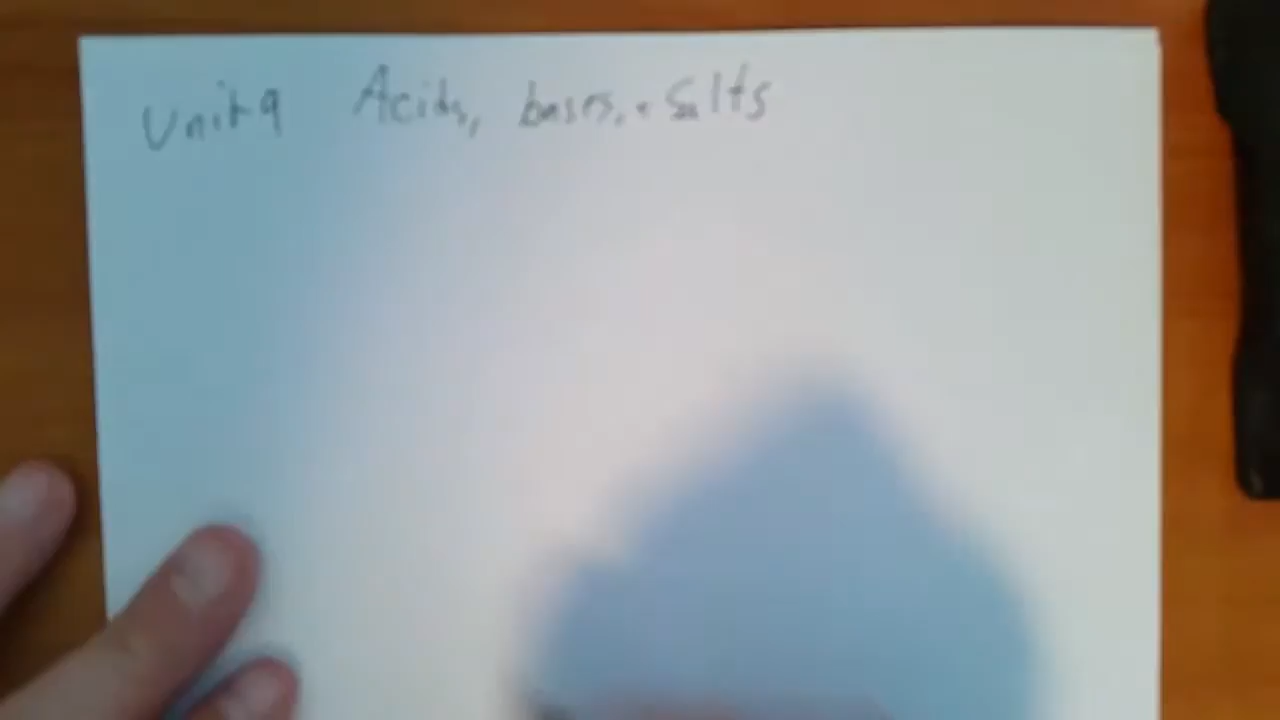 Unit 9 Acids, bases, + Salts